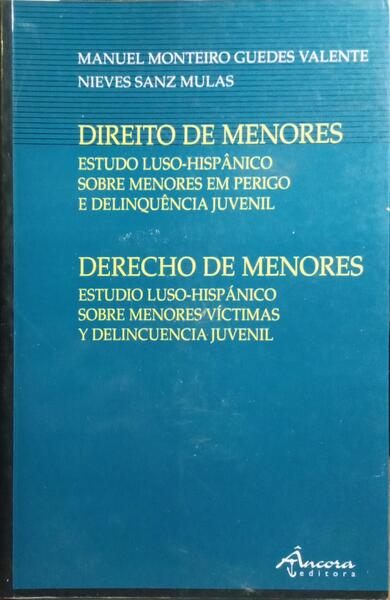 MANUEL MONTEIRO GUEDES VALENTE
NIEVES SANZ MULAS
DIREITO DE MENORES
ESTUDO LUSO-HISPÂNICO
SOBRE MENORES EM PERIGO
E DELINQUÊNCIA JUVENIL
DERECHO DE MENORES
ESTUDIO LUSO-HISPÁNICO
SOBRE MENORES VÍCTIMAS
Y DELINCUENCIA JUVENIL
Âncora
editora